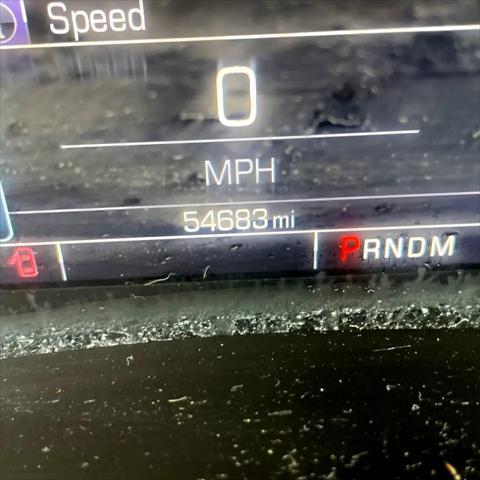 Speed
0
MPH
54683 mi
PRNDM